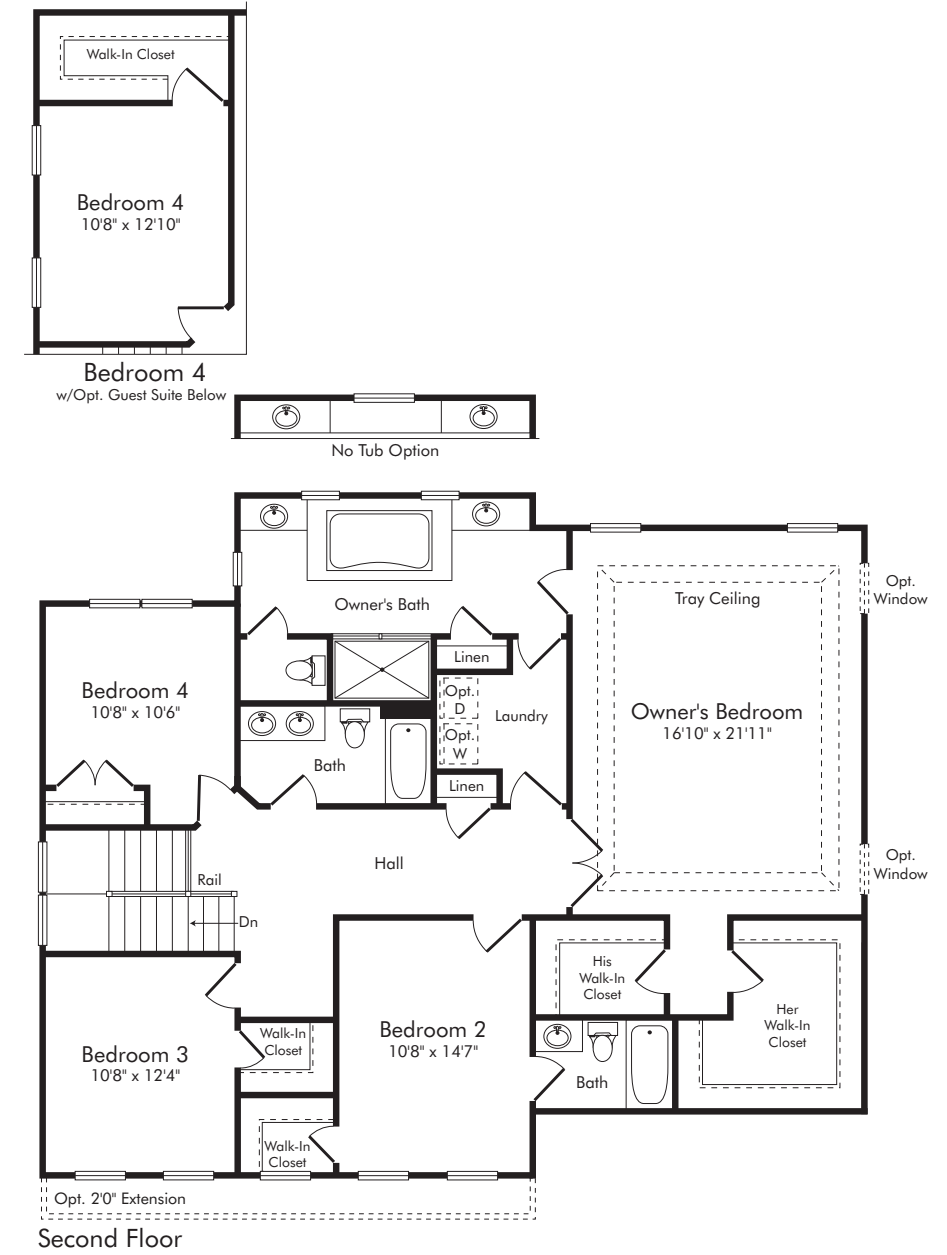 Walk-In Closet
Bedroom 4
10'8" x 12'10"
Bedroom 4
w/Opt. Guest Suite Below
No Tub Option
Owner's Bath
Tray Ceiling
Opt.
Window
Linen
Bedroom 4
10'8" x 10'6"
Opt.
D
Laundry
Opt.
W
Owner's Bedroom
16'10" x 21'11"
Bath
Linen
Hall
Opt.
Window
Rail
Dn
His
Walk-In
Closet
Her
Walk-In
Closet
Bedroom 3
10'8" x 12'4"
Walk-In
Closet
Bedroom 2
10'8" x 14'7"
Bath
Walk-In
Closet
Opt. 2'0" Extension
Second Floor